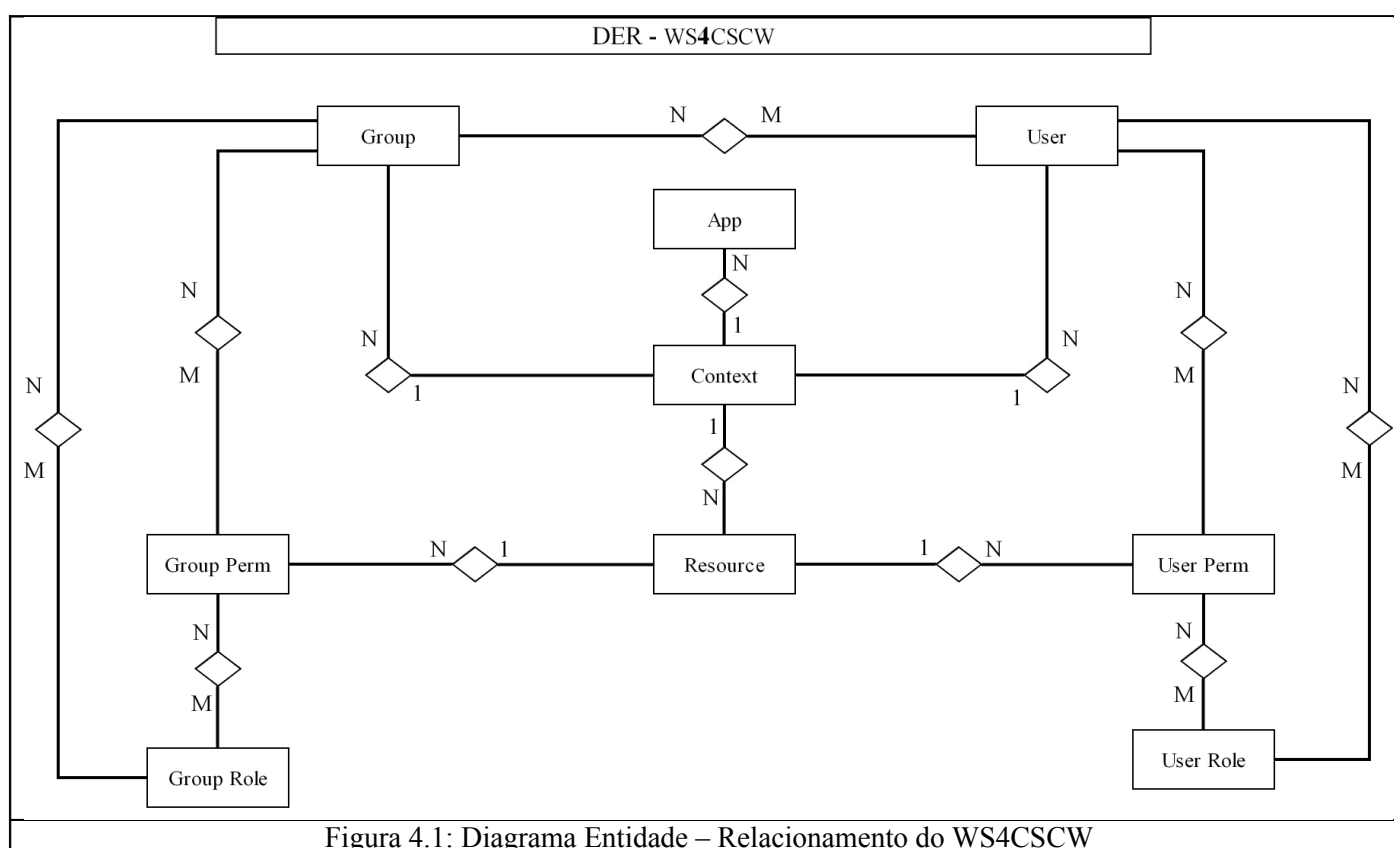 DER - WS4CSCW
Group
N
M
User
App
N
1
N
1
Context
1
N
N
M
N
M
N
M
N
M
1
N
Group Perm
N
1
Resource
1
N
User Perm
N
M
N
M
Group Role
User Role
Figura 4.1: Diagrama Entidade – Relacionamento do WS4CSCW